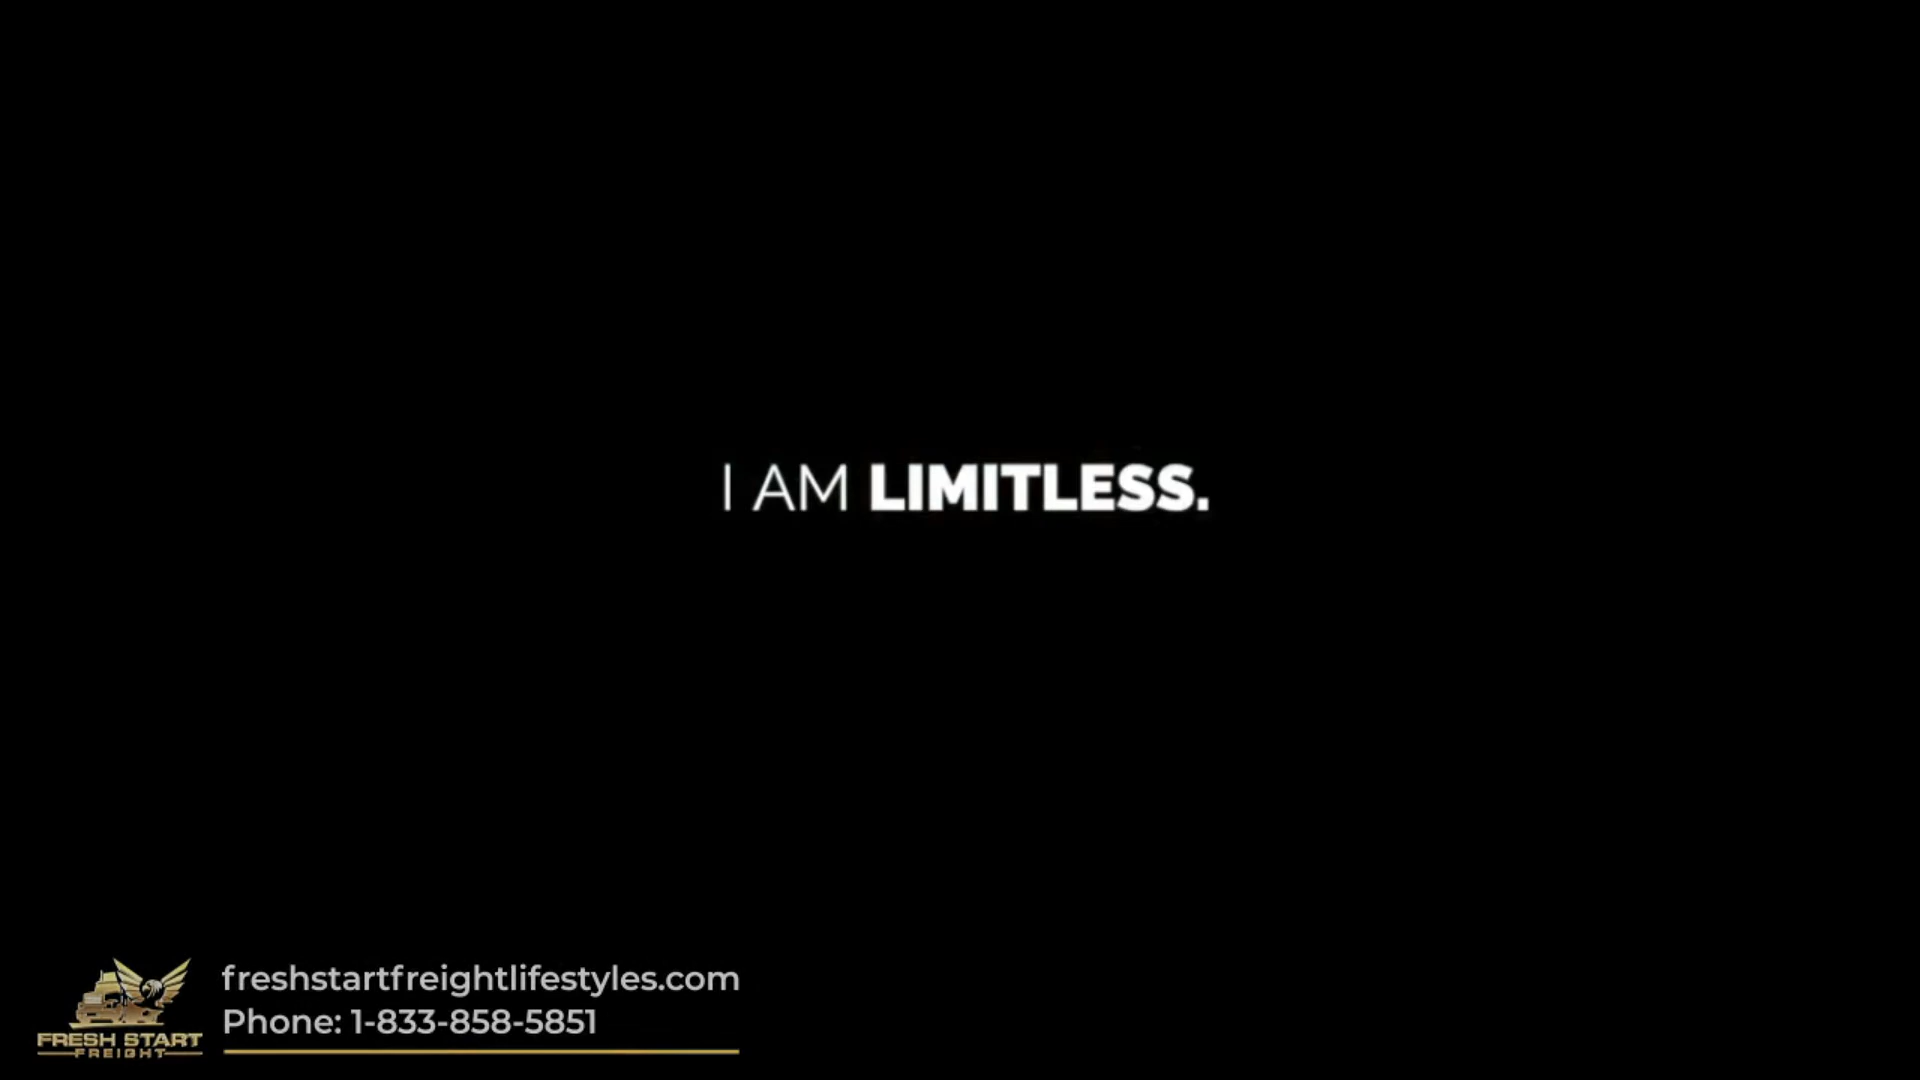 I AM LIMITLESS.
freshstartfreightlifestyles.com
Phone: 1-833-858-5851
FRESH START
FREIGHT